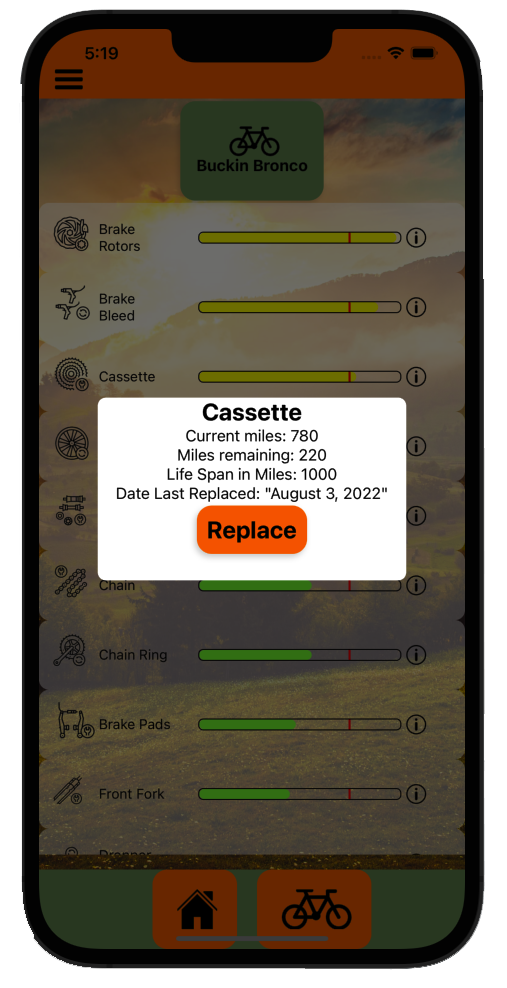 5:19
Buckin Bronco
Brake
Rotors
Brake
Bleed
Cassette
Cassette
Current miles: 780
Miles remaining: 220
Life Span in Miles: 1000
Date Last Replaced: "August 3, 2022"
Replace
Chain
Chain Ring
Brake Pads
Front Fork
Dropper